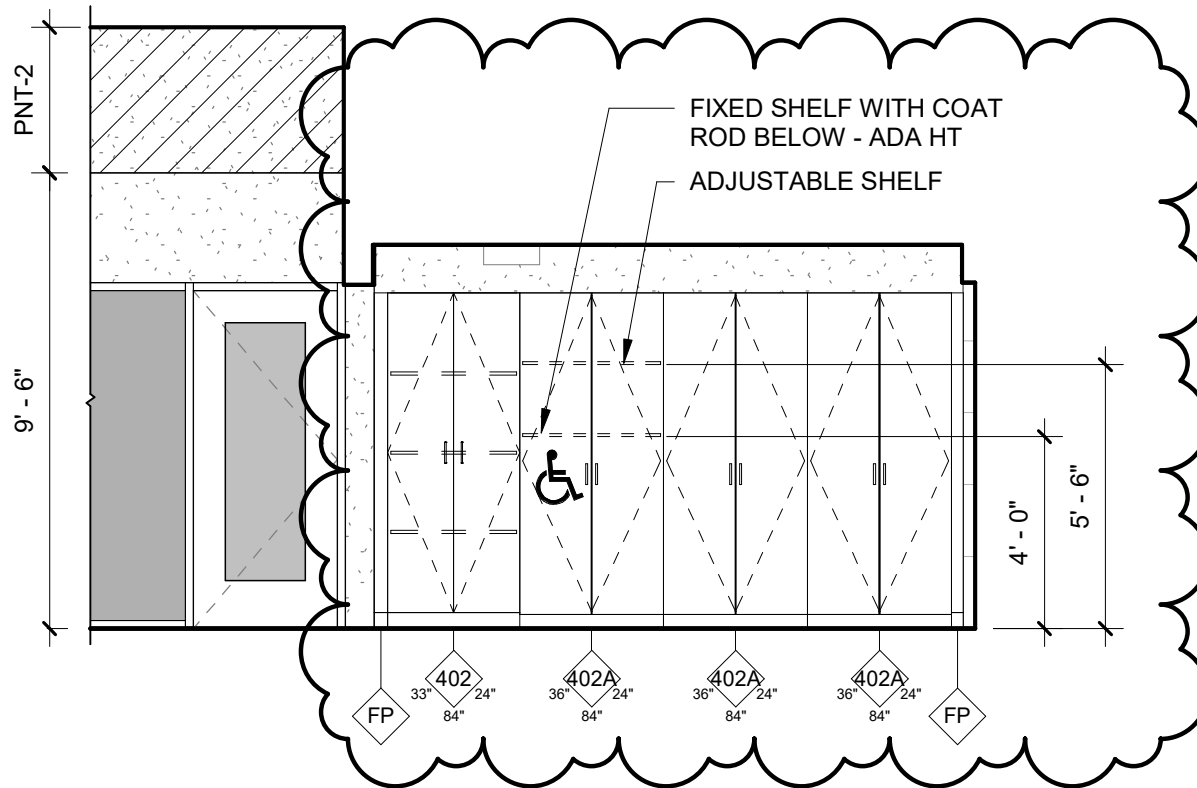 PNT-2
9' - 6"
FIXED SHELF WITH COAT
ROD BELOW - ADA HT
ADJUSTABLE SHELF
4' - 0"
5' - 6"
402
33" 24"
84"
402A
36" 24"
84"
402A
36" 24"
84"
402A
36" 24"
84"
FP
FP